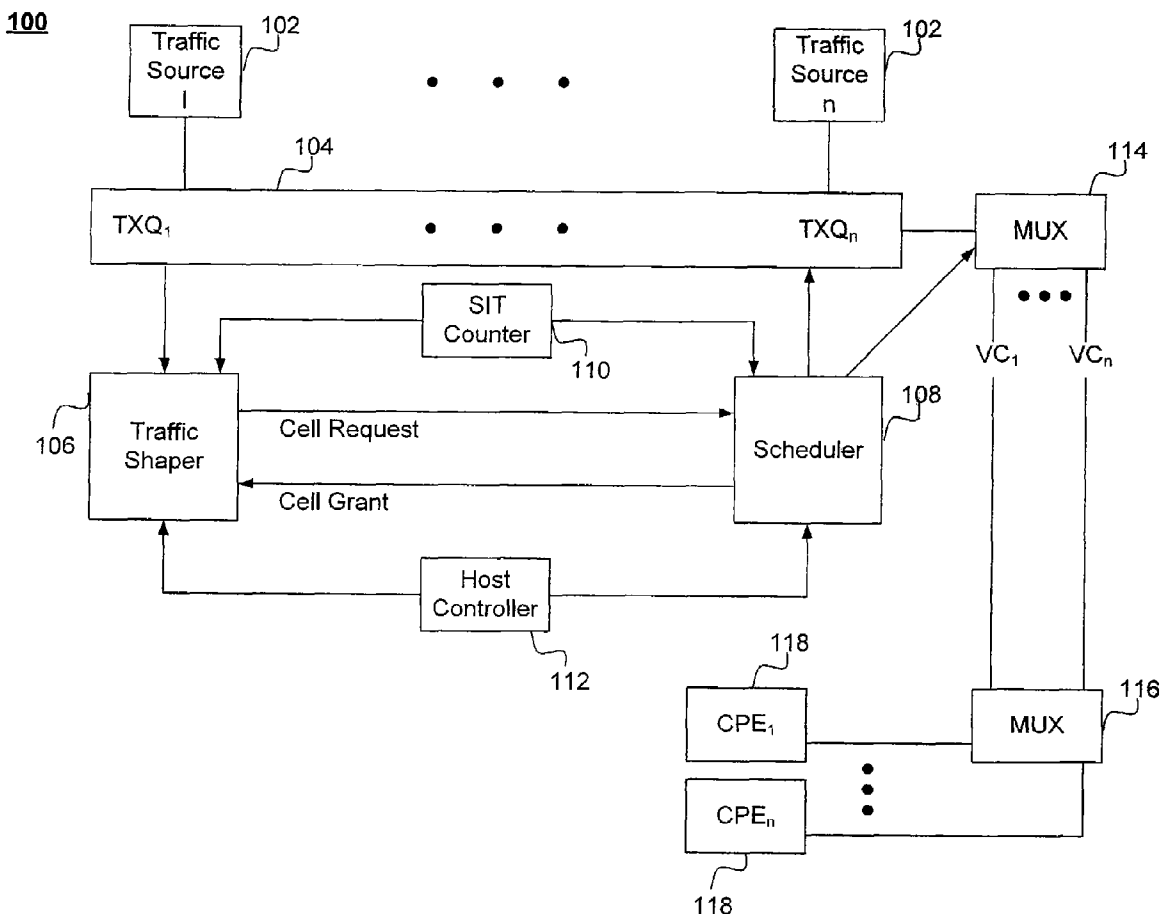 100
Traffic
Source
l
102
Traffic
Source
n
102
104
114
TXQ₁
TXQₙ
MUX
SIT
Counter
110
VC₁
VCₙ
106
Traffic
Shaper
Cell Request
Cell Grant
108
Scheduler
Host
Controller
112
118
CPE₁
MUX
116
CPEₙ
118